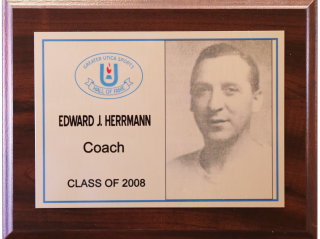 GREATER UTICA SPORTS
U
HALL OF FAME
EDWARD J. HERRMANN
Coach
CLASS OF 2008